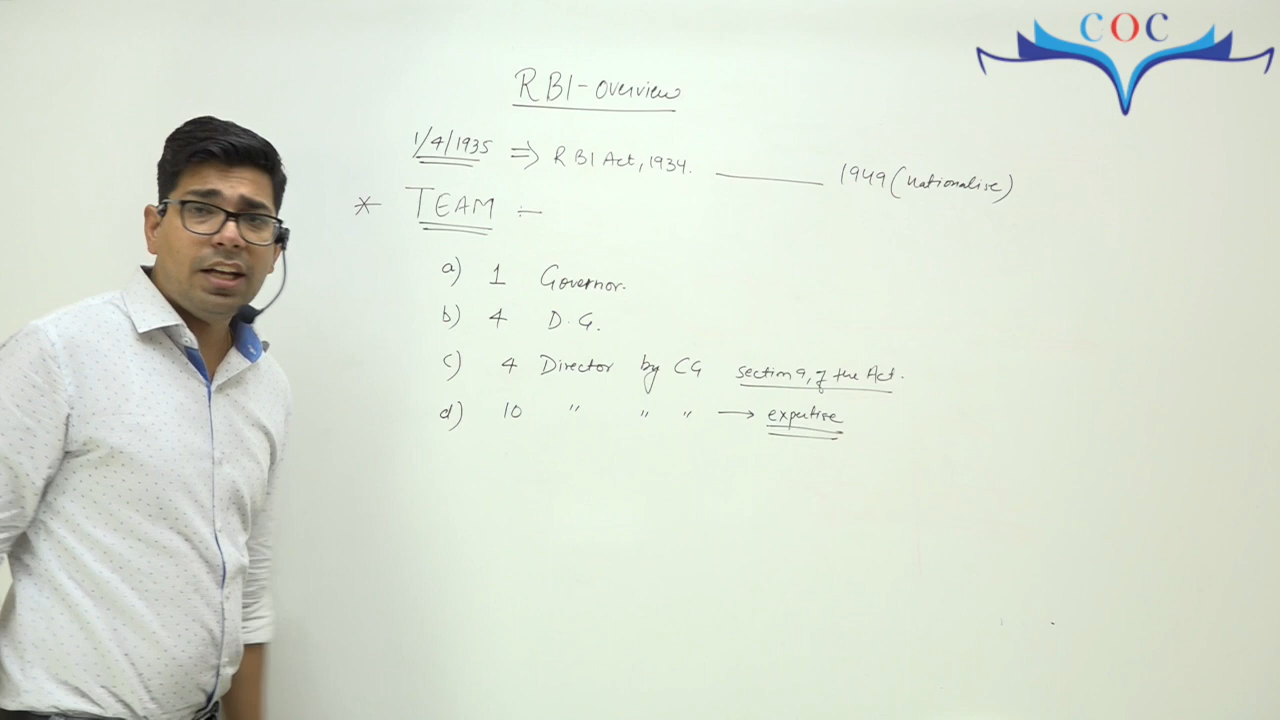 COC
RBI - Overview
1/4/1935 ⇒ RBI Act, 1934. ——— 1949 (Nationalise)
* TEAM :-
a) 1 Governor.
b) 4 D.G.
c) 4 Director by CG section 9, of the Act.
d) 10 " " " → expertise